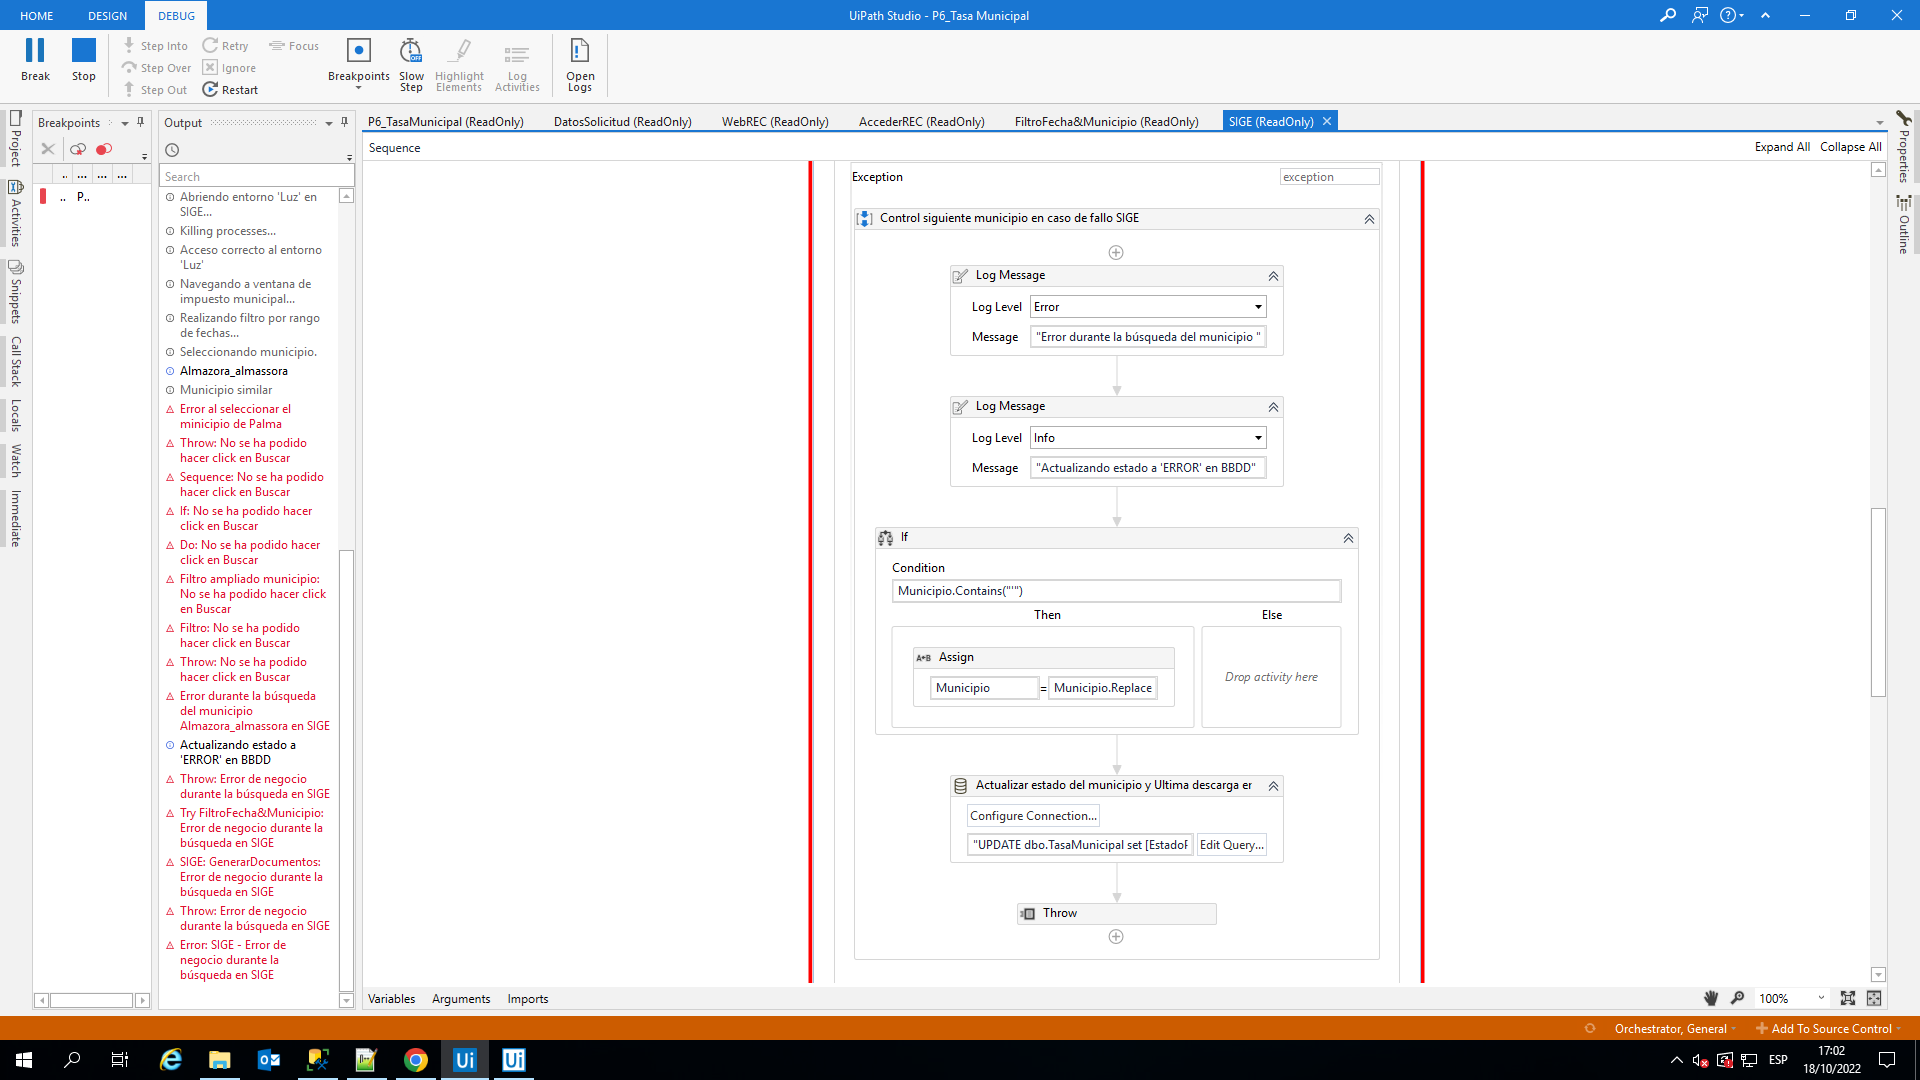 HOME DESIGN DEBUG
UiPath Studio - P6_Tasa Municipal
Break
Stop
Step Into
Step Over
Step Out
Retry
Ignore
Restart
Focus
Breakpoints
Slow
Step
Highlight
Elements
Log
Activities
Open
Logs
Project
Activities
Snippets
Call Stack
Locals
Watch
Immediate
Breakpoints
.. ... ... ...
.. P..
Output
Search
Abriendo entorno 'Luz' en
SIGE...
Killing processes...
Acceso correcto al entorno
'Luz'
Navegando a ventana de
impuesto municipal...
Realizando filtro por rango
de fechas...
Seleccionando municipio.
Almazora_almassora
Municipio similar
Error al seleccionar el
minicipio de Palma
Throw: No se ha podido
hacer click en Buscar
Sequence: No se ha podido
hacer click en Buscar
If: No se ha podido hacer
click en Buscar
Do: No se ha podido hacer
click en Buscar
Filtro ampliado municipio:
No se ha podido hacer click
en Buscar
Filtro: No se ha podido
hacer click en Buscar
Throw: No se ha podido
hacer click en Buscar
Error durante la búsqueda
del municipio
Almazora_almassora en SIGE
Actualizando estado a
'ERROR' en BBDD
Throw: Error de negocio
durante la búsqueda en SIGE
Try FiltroFecha&Municipio:
Error de negocio durante la
búsqueda en SIGE
SIGE: GenerarDocumentos:
Error de negocio durante la
búsqueda en SIGE
Throw: Error de negocio
durante la búsqueda en SIGE
Error: SIGE - Error de
negocio durante la
búsqueda en SIGE
P6_TasaMunicipal (ReadOnly) DatosSolicitud (ReadOnly) WebREC (ReadOnly) AccederREC (ReadOnly) FiltroFecha&Municipio (ReadOnly) SIGE (ReadOnly)
Sequence
Expand All Collapse All
Exception
exception
Control siguiente municipio en caso de fallo SIGE
Log Message
Log Level Error
Message "Error durante la búsqueda del municipio "
Log Message
Log Level Info
Message "Actualizando estado a 'ERROR' en BBDD"
If
Condition
Municipio.Contains("'")
Then Else
A+B Assign
Municipio = Municipio.Replace
Drop activity here
Actualizar estado del municipio y Ultima descarga er
Configure Connection...
"UPDATE dbo.TasaMunicipal set [EstadoF Edit Query...
Throw
Variables Arguments Imports
100%
Properties
Outline
Orchestrator, General
Add To Source Control
Ui
Ui
ESP
17:02
18/10/2022